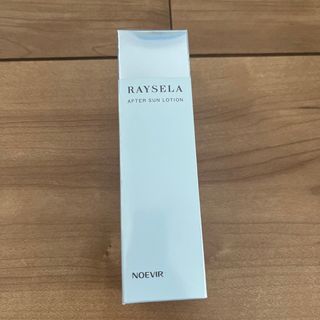 RAYSELA
AFTER SUN LOTION
NOEVIR